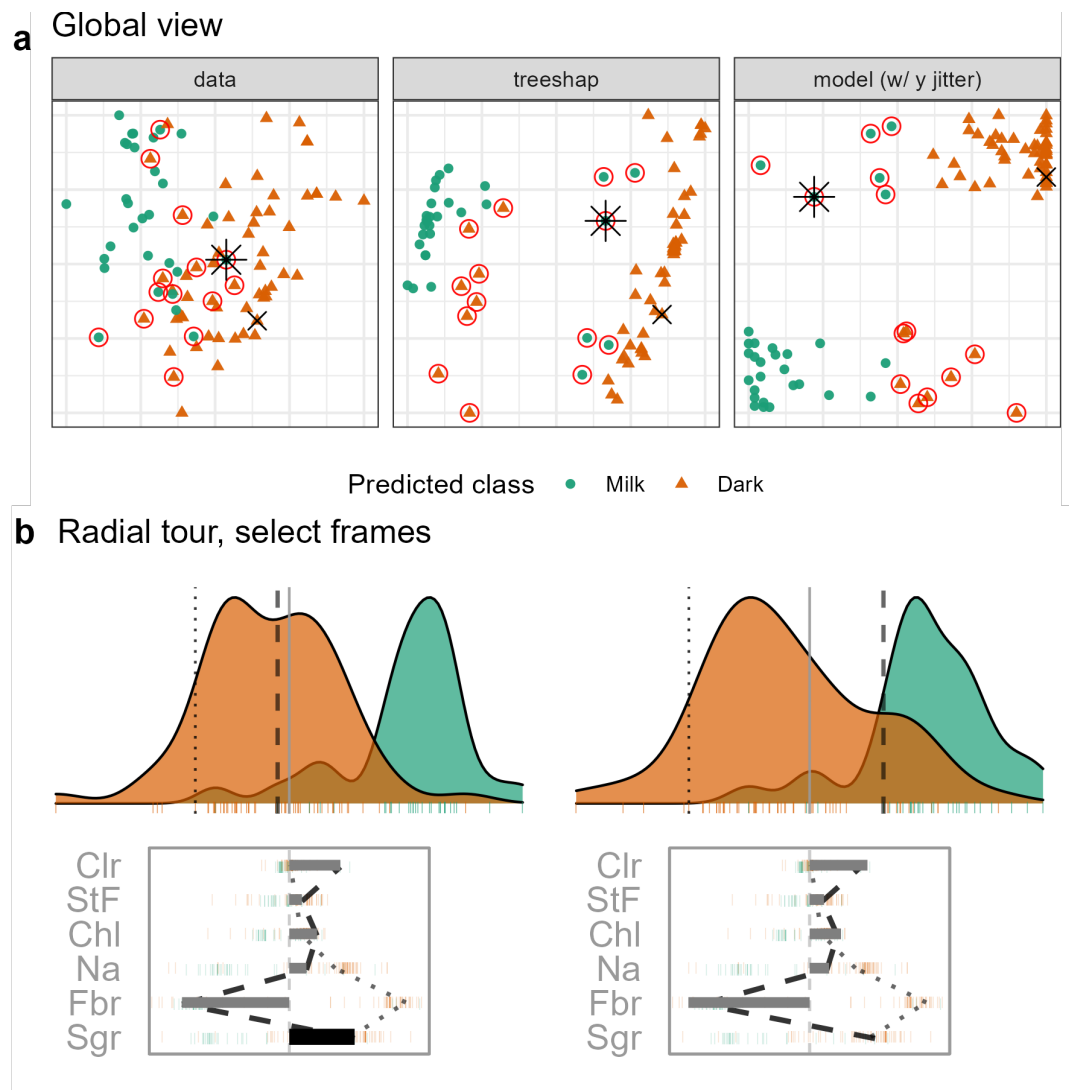 a Global view
data treeshap model (w/ y jitter)
Predicted class Milk Dark
b Radial tour, select frames
Clr Clr
StF StF
Chl Chl
Na Na
Fbr Fbr
Sgr Sgr